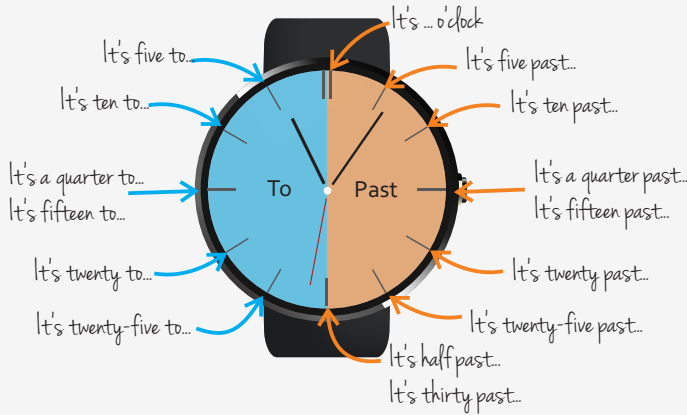 It's ... o'clock
It's five to...
It's five past...
It's ten to...
It's ten past...
It's a quarter to...
It's fifteen to...
To
Past
It's a quarter past...
It's fifteen past...
It's twenty to...
It's twenty past...
It's twenty-five to...
It's twenty-five past...
It's half past...
It's thirty past...